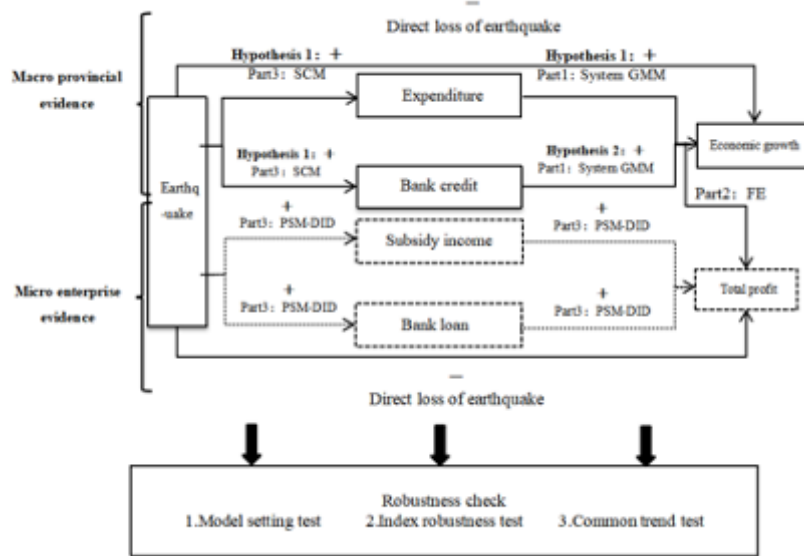 —
Direct loss of earthquake
Hypothesis 1: +
Hypothesis 1: +
Part3: SCM
Part1: System GMM
Macro provincial
evidence
Expenditure
Hypothesis 1: +
Part3: SCM
Hypothesis 2: +
Part1: System GMM
Economic growth
Earthq
-uake
Bank credit
Part2: FE
+
Part3: PSM-DID
Subsidy income
+
Part3: PSM-DID
Micro enterprise
evidence
+
Part3: PSM-DID
Bank loan
+
Part3: PSM-DID
Total profit
—
Direct loss of earthquake
Robustness check
1.Model setting test
2.Index robustness test
3.Common trend test